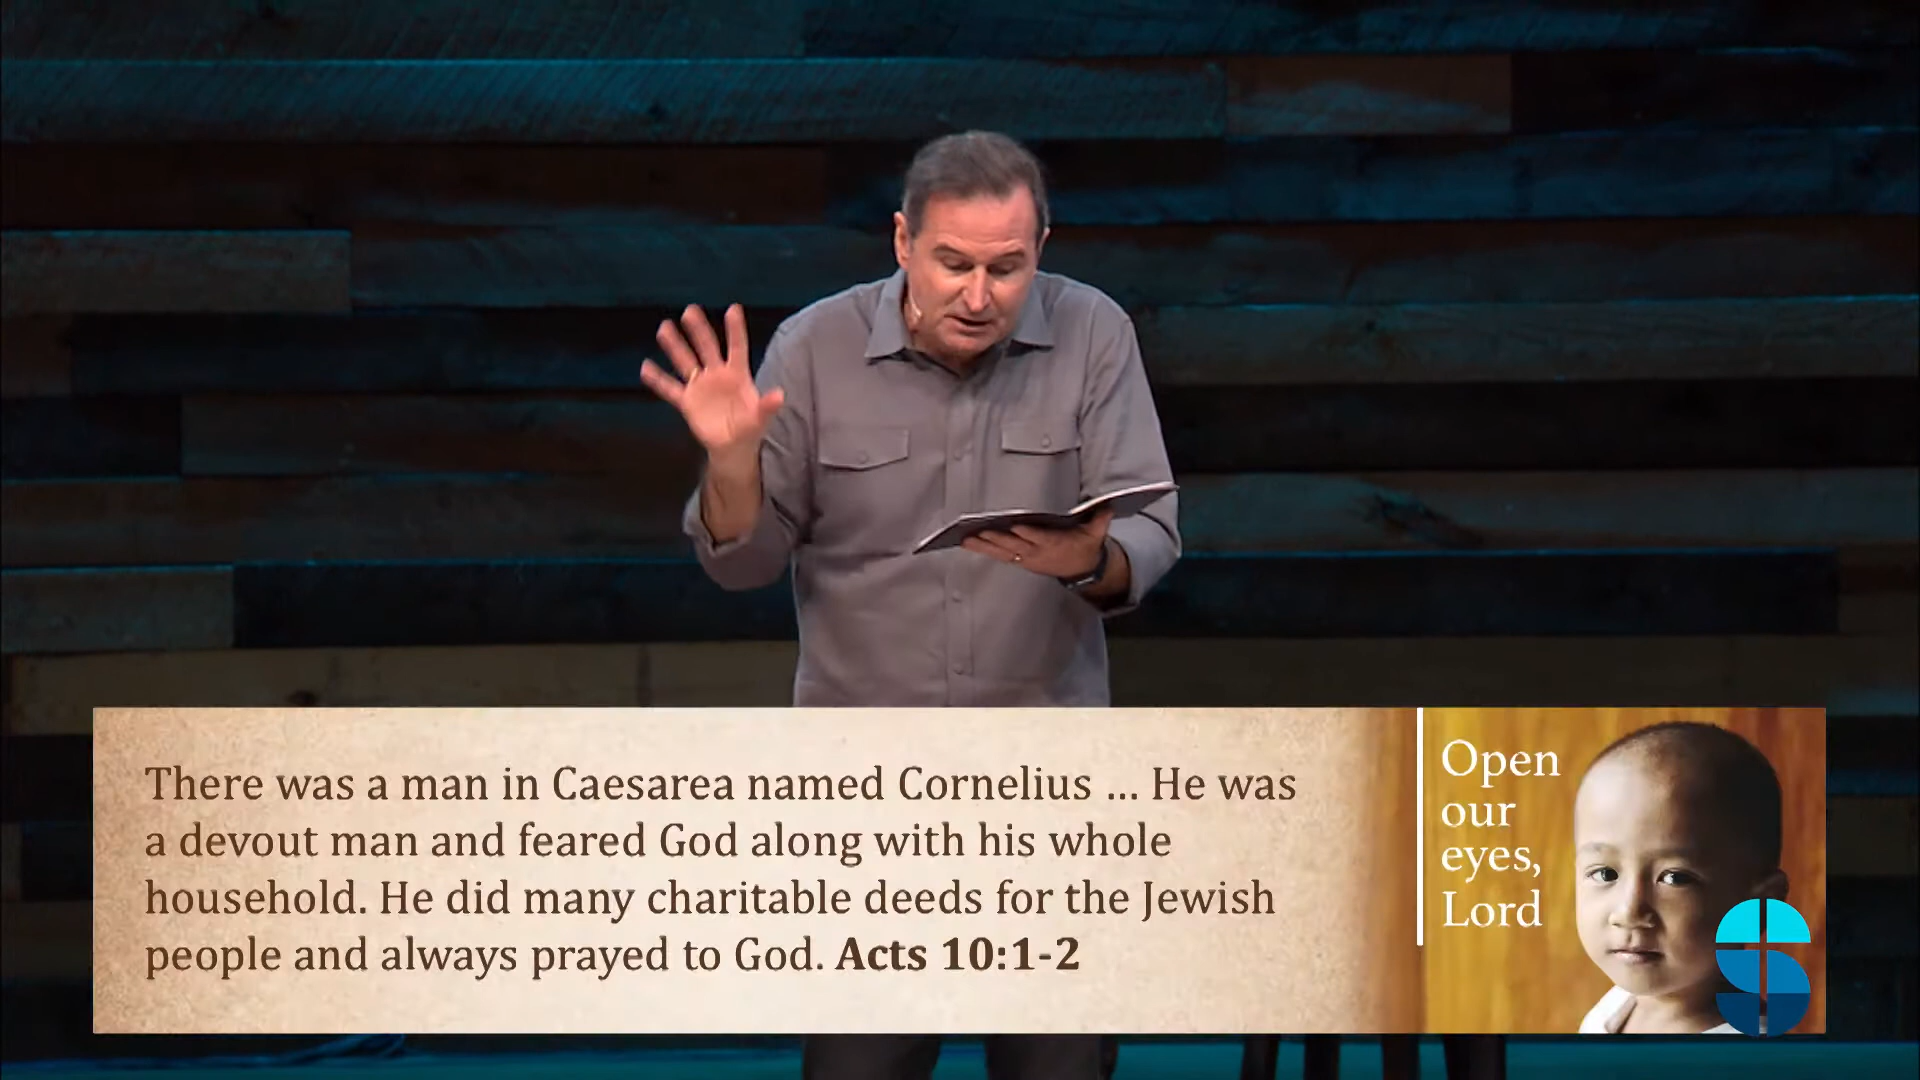 There was a man in Caesarea named Cornelius ... He was
a devout man and feared God along with his whole
household. He did many charitable deeds for the Jewish
people and always prayed to God. Acts 10:1-2
Open
our
eyes,
Lord